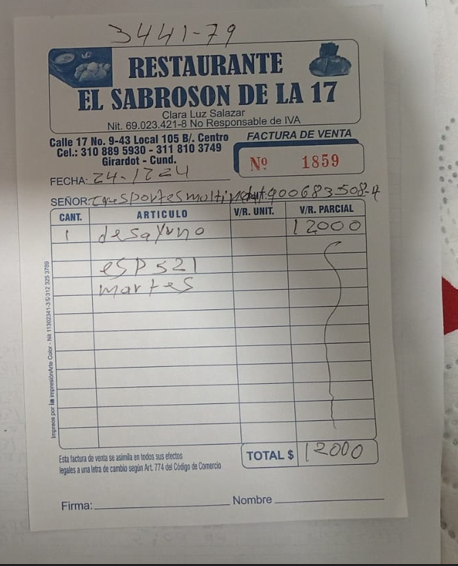 3441-79
RESTAURANTE
EL SABROSON DE LA 17
Clara Luz Salazar
Nit. 69.023.421-8 No Responsable de IVA
Calle 17 No. 9-43 Local 105 B/. Centro
Cel.: 310 889 5930 - 311 810 3749
Girardot - Cund.
FACTURA DE VENTA
Nº 1859
FECHA: 24-1224
SEÑOR: 900683508-4
CANT. ARTICULO V/R. UNIT. V/R. PARCIAL
1 desayuno 12000
esp 521
martes
Esta factura de venta se asimila en todos sus efectos
legales a una letra de cambio según Art. 774 del Código de Comercio
TOTAL $ 12000
Firma: Nombre